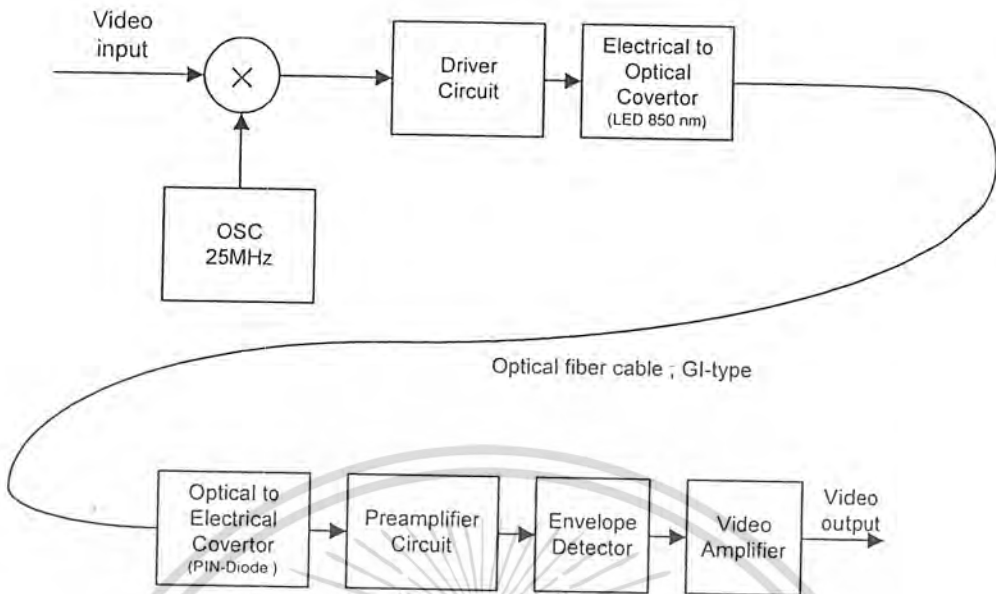 Video
input
×
Driver
Circuit
Electrical to
Optical
Covertor
(LED 850 nm)
OSC
25MHz
Optical fiber cable ; GI-type
Optical to
Electrical
Covertor
(PIN-Diode )
Preamplifier
Circuit
Envelope
Detector
Video
Amplifier
Video
output